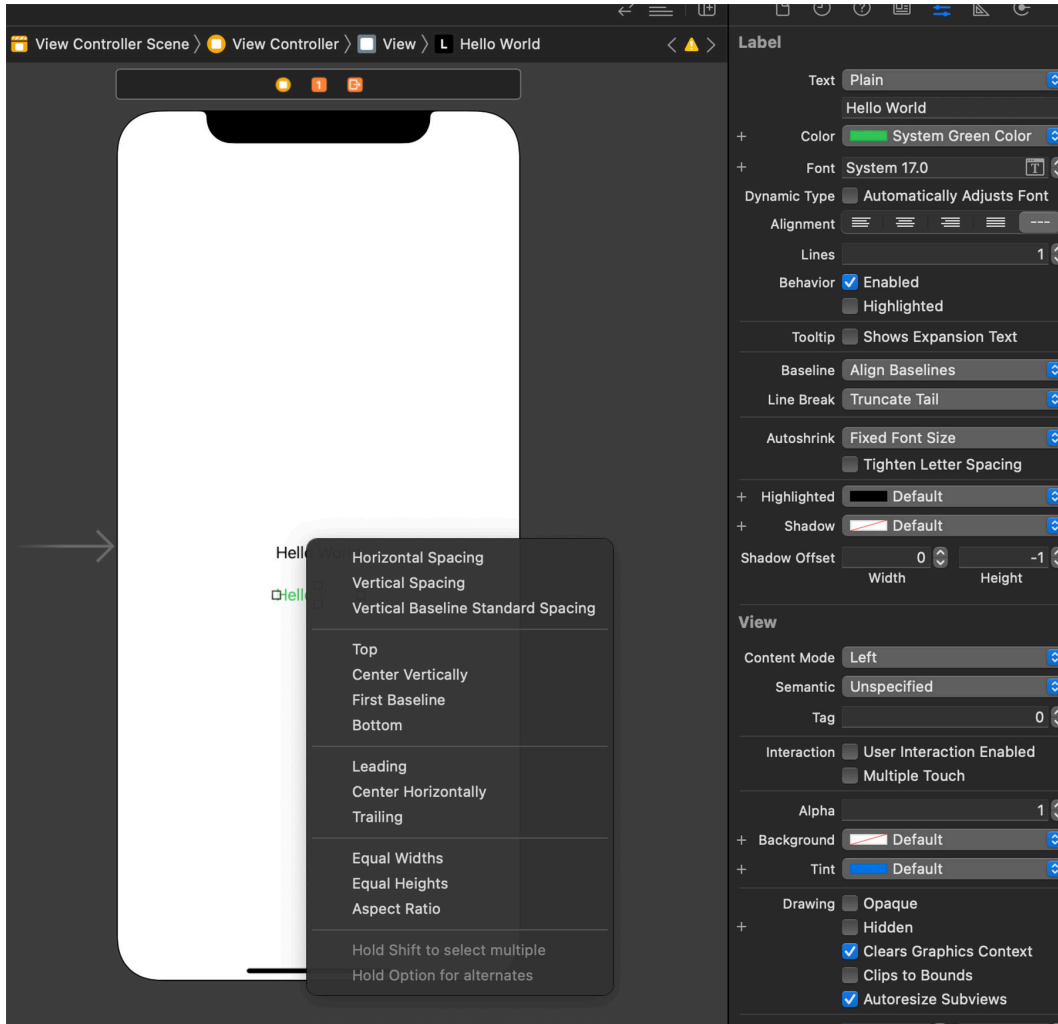 View Controller Scene View Controller View L Hello World
1
Hello World
Hello
Horizontal Spacing
Vertical Spacing
Vertical Baseline Standard Spacing
Top
Center Vertically
First Baseline
Bottom
Leading
Center Horizontally
Trailing
Equal Widths
Equal Heights
Aspect Ratio
Hold Shift to select multiple
Hold Option for alternates
Label
Text Plain
Hello World
+ Color System Green Color
+ Font System 17.0 T
Dynamic Type Automatically Adjusts Font
Alignment ---
Lines 1
Behavior Enabled
Highlighted
Tooltip Shows Expansion Text
Baseline Align Baselines
Line Break Truncate Tail
Autoshrink Fixed Font Size
Tighten Letter Spacing
+ Highlighted Default
+ Shadow Default
Shadow Offset 0 -1
Width Height
View
Content Mode Left
Semantic Unspecified
Tag 0
Interaction User Interaction Enabled
Multiple Touch
Alpha 1
+ Background Default
+ Tint Default
Drawing Opaque
+ Hidden
Clears Graphics Context
Clips to Bounds
Autoresize Subviews